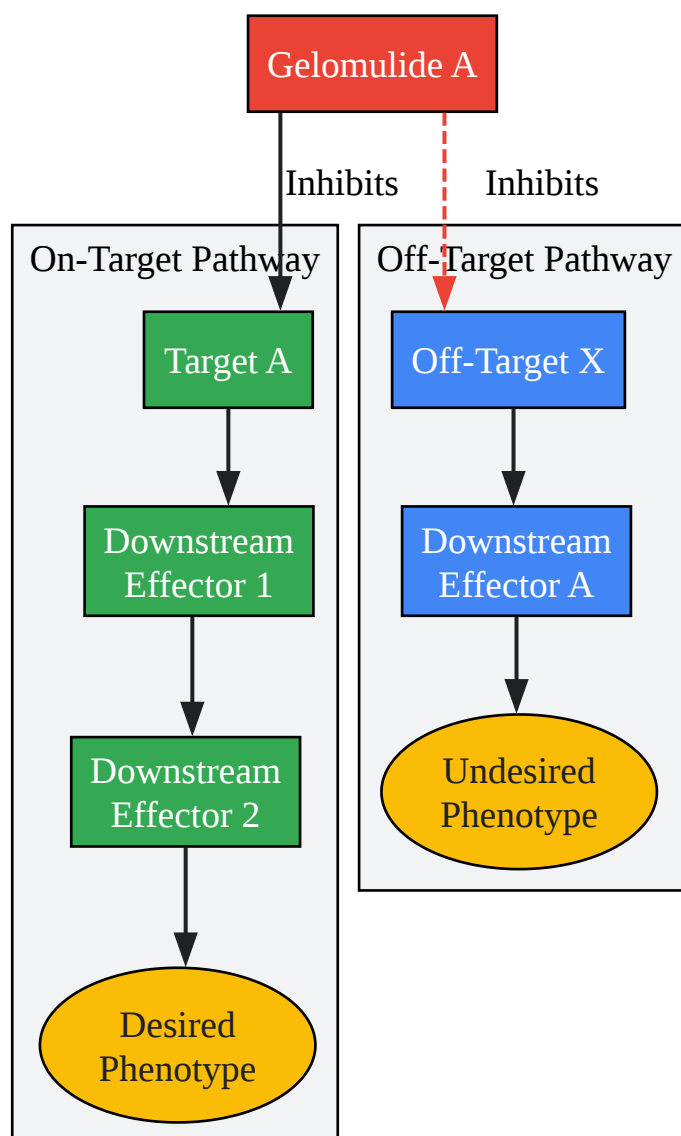 Gelomulide A
Inhibits
Inhibits
On-Target Pathway
Off-Target Pathway
Target A
Off-Target X
Downstream
Effector 1
Downstream
Effector A
Downstream
Effector 2
Undesired
Phenotype
Desired
Phenotype